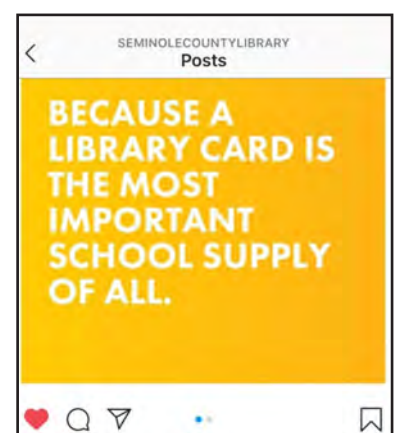 SEMINOLECOUNTYLIBRARY
Posts
BECAUSE A
LIBRARY CARD IS
THE MOST
IMPORTANT
SCHOOL SUPPLY
OF ALL.